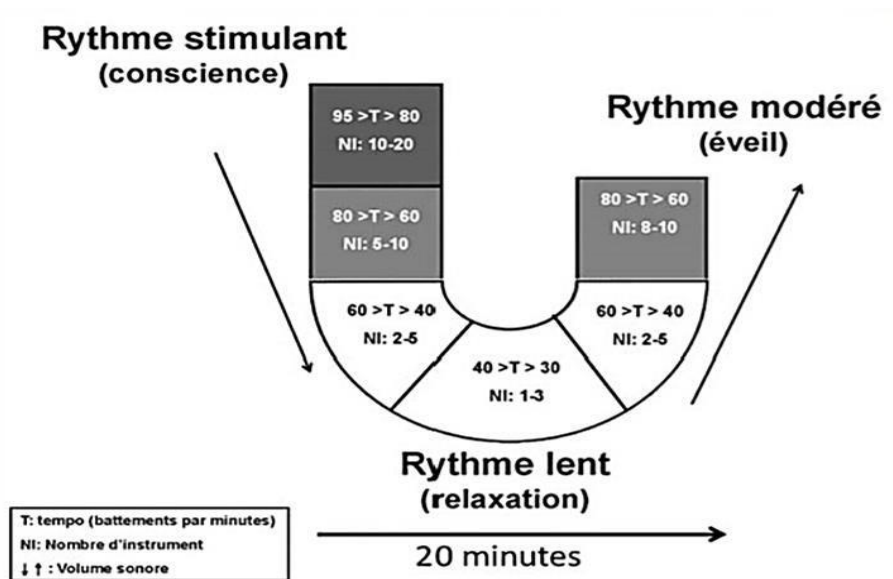 Rythme stimulant
(conscience)
95 >T > 80
NI: 10-20
80 >T > 60
NI: 5-10
60 >T > 40
NI: 2-5
40 >T > 30
NI: 1-3
60 >T > 40
NI: 2-5
80 >T > 60
NI: 8-10
Rythme modéré
(éveil)
Rythme lent
(relaxation)
20 minutes
T: tempo (battements par minutes)
NI: Nombre d'instrument
↓ ↑ : Volume sonore